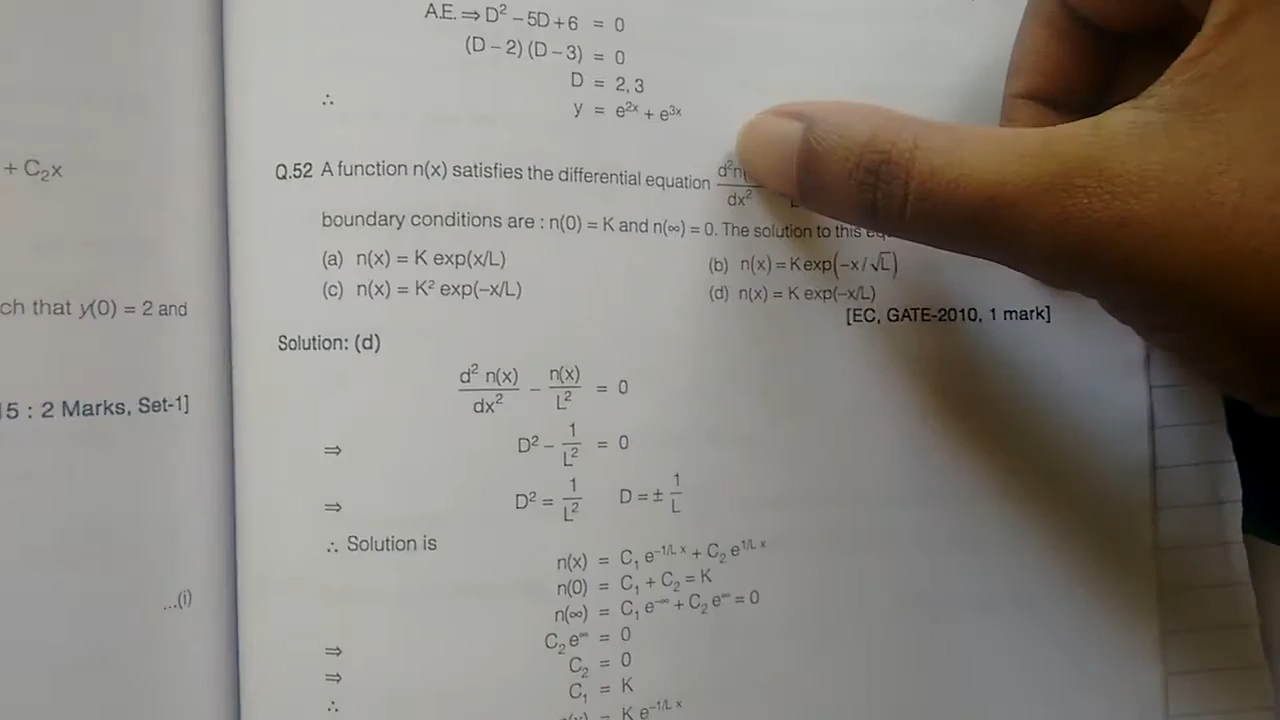 + C₂x
ch that y(0) = 2 and
5 : 2 Marks, Set-1]
...(i)
A.E. ⇒ D² – 5D + 6 = 0
(D – 2) (D – 3) = 0
D = 2, 3
∴ y = e²ˣ + e³ˣ
Q.52 A function n(x) satisfies the differential equation d²n( / dx²
boundary conditions are : n(0) = K and n(∞) = 0. The solution to this
(a) n(x) = K exp(x/L) (b) n(x) = K exp(–x/√L)
(c) n(x) = K² exp(–x/L) (d) n(x) = K exp(–x/L)
[EC, GATE-2010, 1 mark]
Solution: (d)
d² n(x)/dx² – n(x)/L² = 0
⇒ D² – 1/L² = 0
⇒ D² = 1/L² D = ± 1/L
∴ Solution is
n(x) = C₁ e^(–1/L x) + C₂ e^(1/L x)
n(0) = C₁ + C₂ = K
n(∞) = C₁ e^(–∞) + C₂ e^∞ = 0
⇒ C₂ e^∞ = 0
⇒ C₂ = 0
∴ C₁ = K
n(x) = K e^(–1/L x)